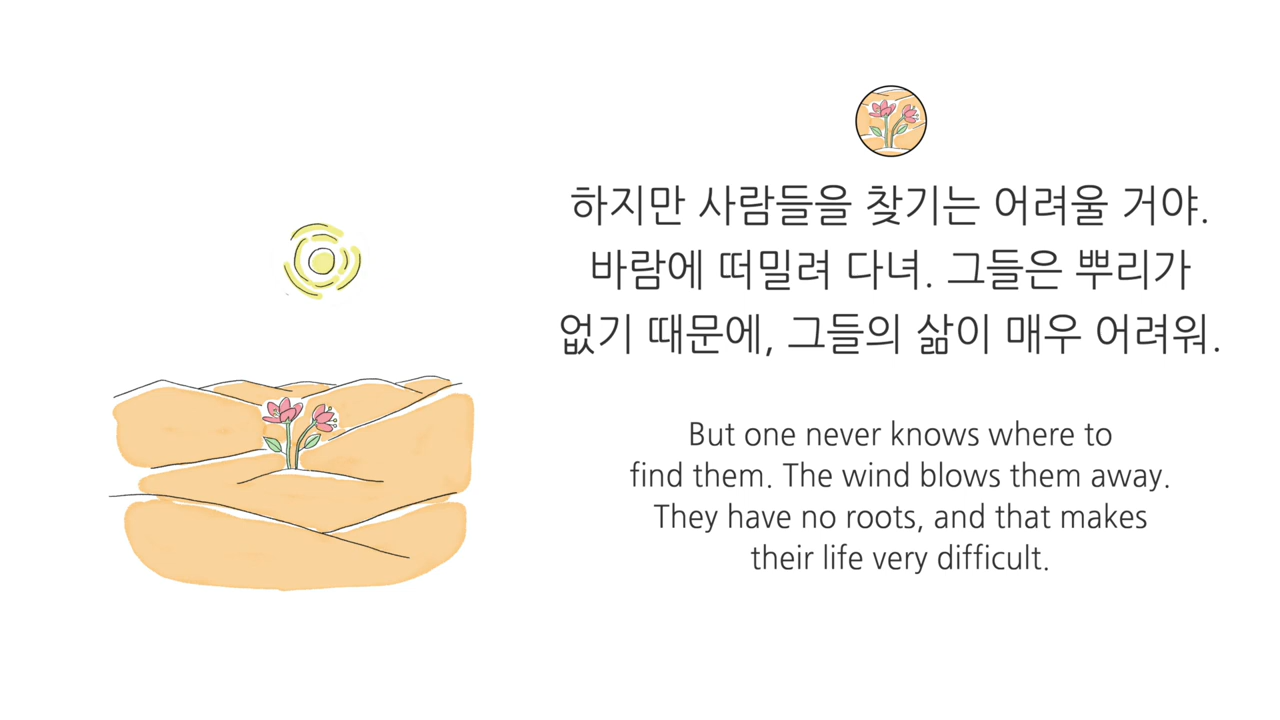 하지만 사람들을 찾기는 어려울 거야.
바람에 떠밀려 다녀. 그들은 뿌리가
없기 때문에, 그들의 삶이 매우 어려워.
But one never knows where to
find them. The wind blows them away.
They have no roots, and that makes
their life very difficult.